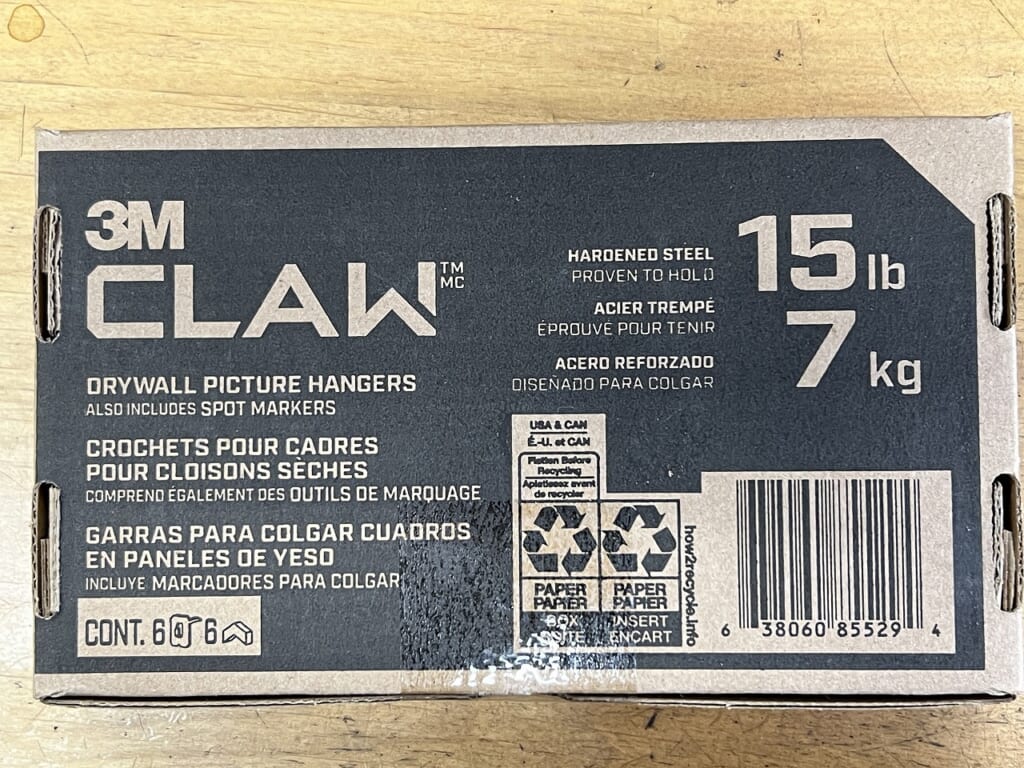 3M
CLAW™ MC
DRYWALL PICTURE HANGERS
ALSO INCLUDES SPOT MARKERS
CROCHETS POUR CADRES
POUR CLOISONS SÈCHES
COMPREND ÉGALEMENT DES OUTILS DE MARQUAGE
GARRAS PARA COLGAR CUADROS
EN PANELES DE YESO
INCLUYE MARCADORES PARA COLGAR
CONT. 6 6
HARDENED STEEL
PROVEN TO HOLD
ACIER TREMPÉ
ÉPROUVÉ POUR TENIR
ACERO REFORZADO
DISEÑADO PARA COLGAR
15 lb
7 kg
USA & CAN
É.-U. et CAN
Flatten Before
Recycling
Aplatissez avant
de recycler
PAPER PAPER
PAPIER PAPIER
BOX INSERT
BOÎTE ENCART
how2recycle.info
6 38060 85529 4